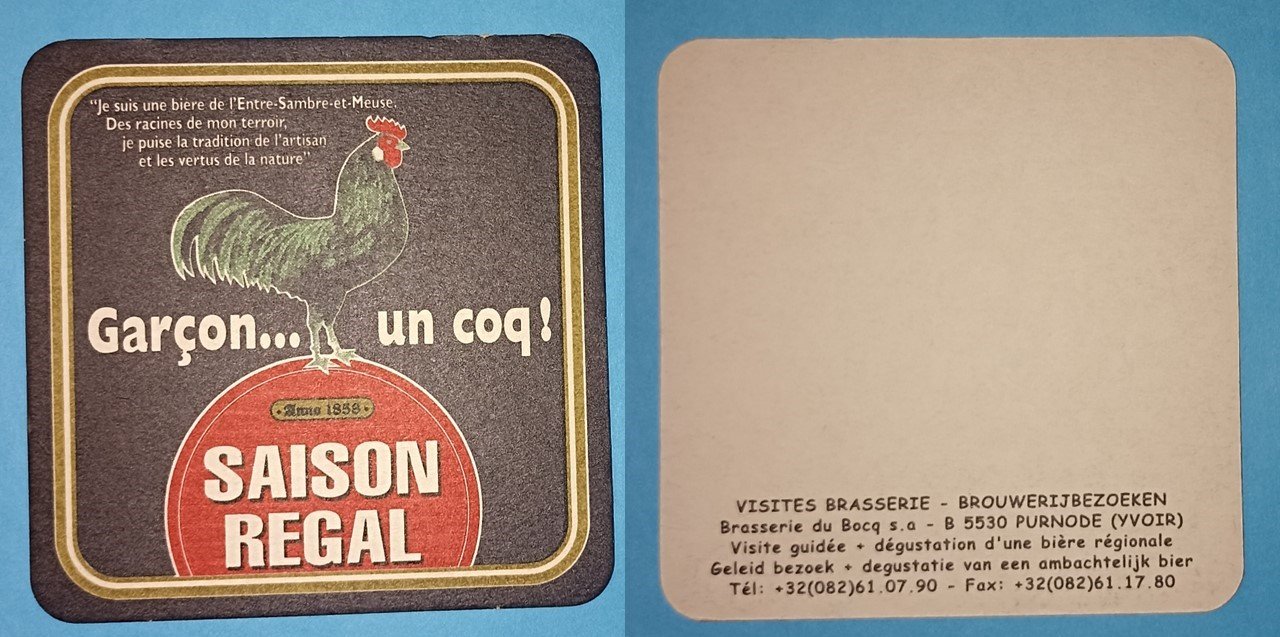 “Je suis une bière de l'Entre-Sambre-et-Meuse.
Des racines de mon terroir,
je puise la tradition de l'artisan
et les vertus de la nature”
Garçon... un coq!
Anno 1858
SAISON
REGAL
VISITES BRASSERIE - BROUWERIJBEZOEKEN
Brasserie du Bocq s.a - B 5530 PURNODE (YVOIR)
Visite guidée + dégustation d'une bière régionale
Geleid bezoek + degustatie van een ambachtelijk bier
Tél: +32(082)61.07.90 - Fax: +32(082)61.17.80